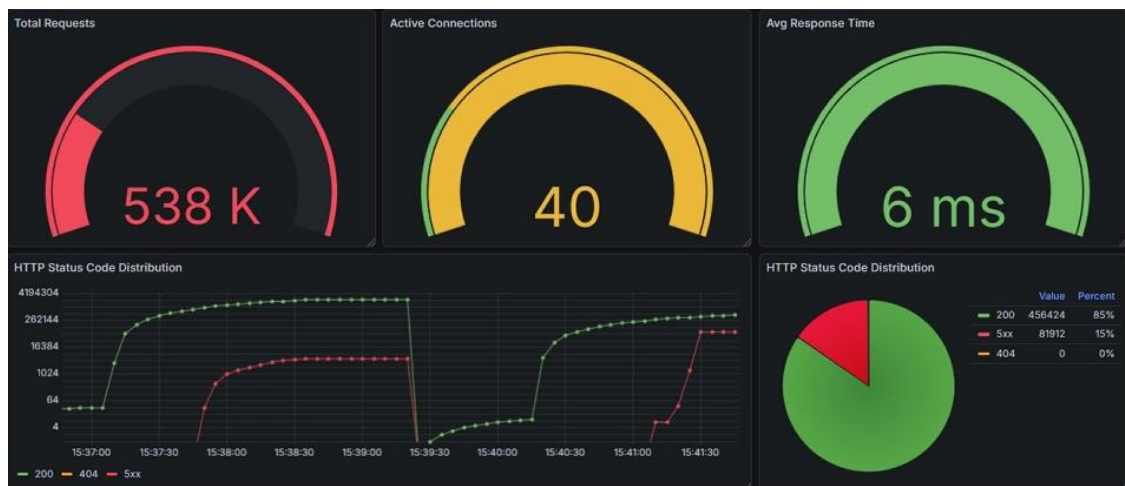 Total Requests
Active Connections
Avg Response Time
538 K
40
6 ms
HTTP Status Code Distribution
4194304
262144
16384
1024
64
4
15:37:00 15:37:30 15:38:00 15:38:30 15:39:00 15:39:30 15:40:00 15:40:30 15:41:00 15:41:30
200 404 5xx
HTTP Status Code Distribution
Value Percent
200 456424 85%
5xx 81912 15%
404 0 0%